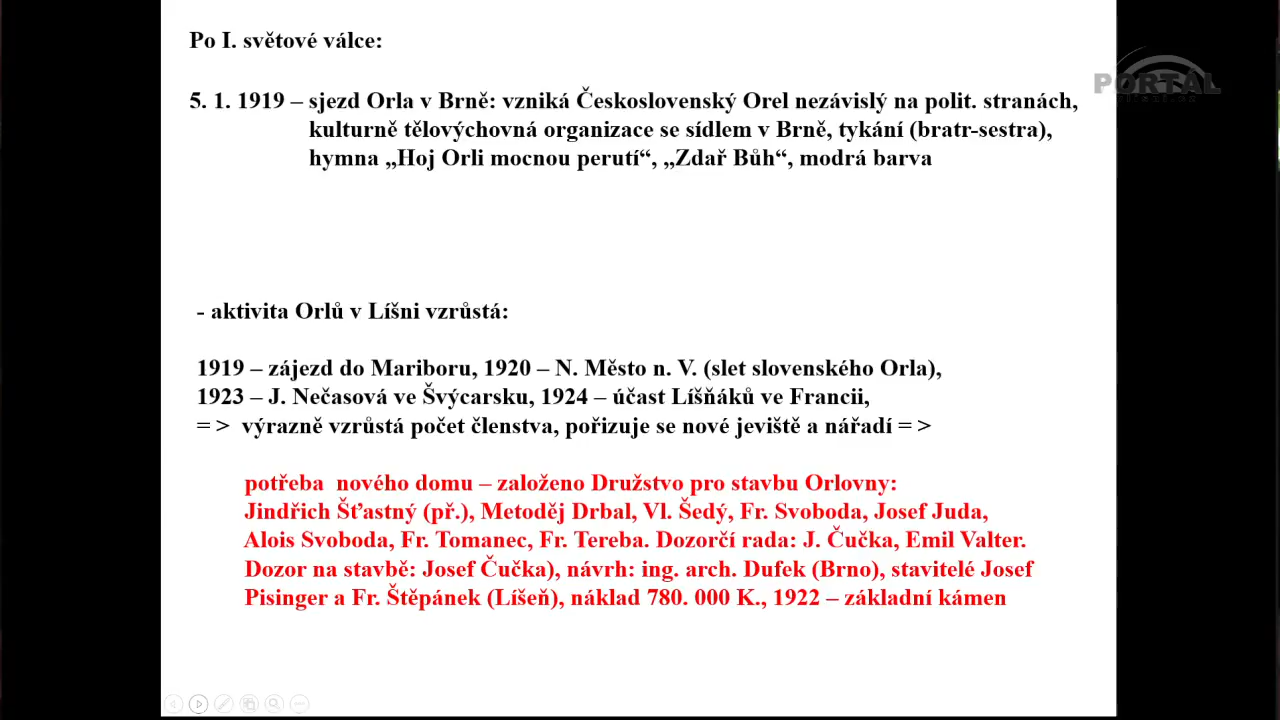 Po I. světové válce:
PORTÁL
5. 1. 1919 – sjezd Orla v Brně: vzniká Československý Orel nezávislý na polit. stranách,
kulturně tělovýchovná organizace se sídlem v Brně, tykání (bratr-sestra),
hymna „Hoj Orli mocnou perutí“, „Zdař Bůh“, modrá barva
- aktivita Orlů v Líšni vzrůstá:
1919 – zájezd do Mariboru, 1920 – N. Město n. V. (slet slovenského Orla),
1923 – J. Nečasová ve Švýcarsku, 1924 – účast Líšňáků ve Francii,
= > výrazně vzrůstá počet členstva, pořizuje se nové jeviště a nářadí = >
potřeba nového domu – založeno Družstvo pro stavbu Orlovny:
Jindřich Šťastný (př.), Metoděj Drbal, Vl. Šedý, Fr. Svoboda, Josef Juda,
Alois Svoboda, Fr. Tomanec, Fr. Tereba. Dozorčí rada: J. Čučka, Emil Valter.
Dozor na stavbě: Josef Čučka), návrh: ing. arch. Dufek (Brno), stavitelé Josef
Pisinger a Fr. Štěpánek (Líšeň), náklad 780. 000 K., 1922 – základní kámen